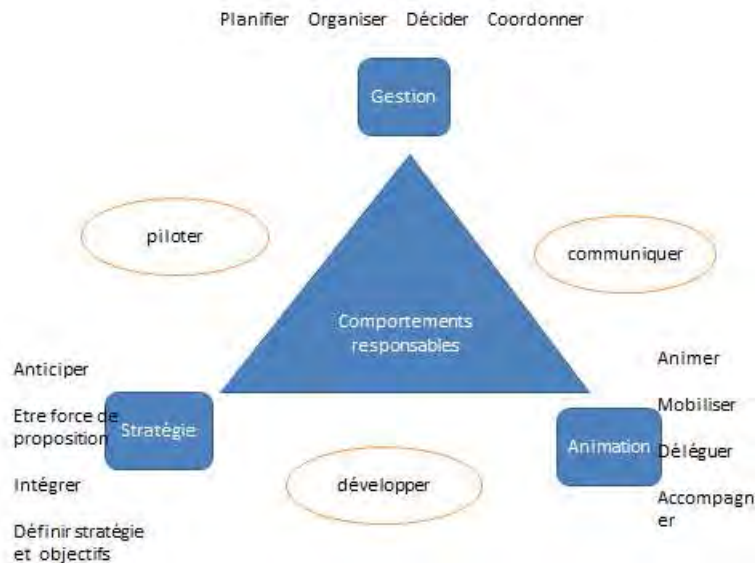 Planifier Organiser Décider Coordonner
Gestion
piloter
communiquer
Comportements
responsables
Anticiper
Etre force de
proposition
Intégrer
Définir stratégie
et objectifs
Stratégie
développer
Animation
Animer
Mobiliser
Déléguer
Accompagn
er